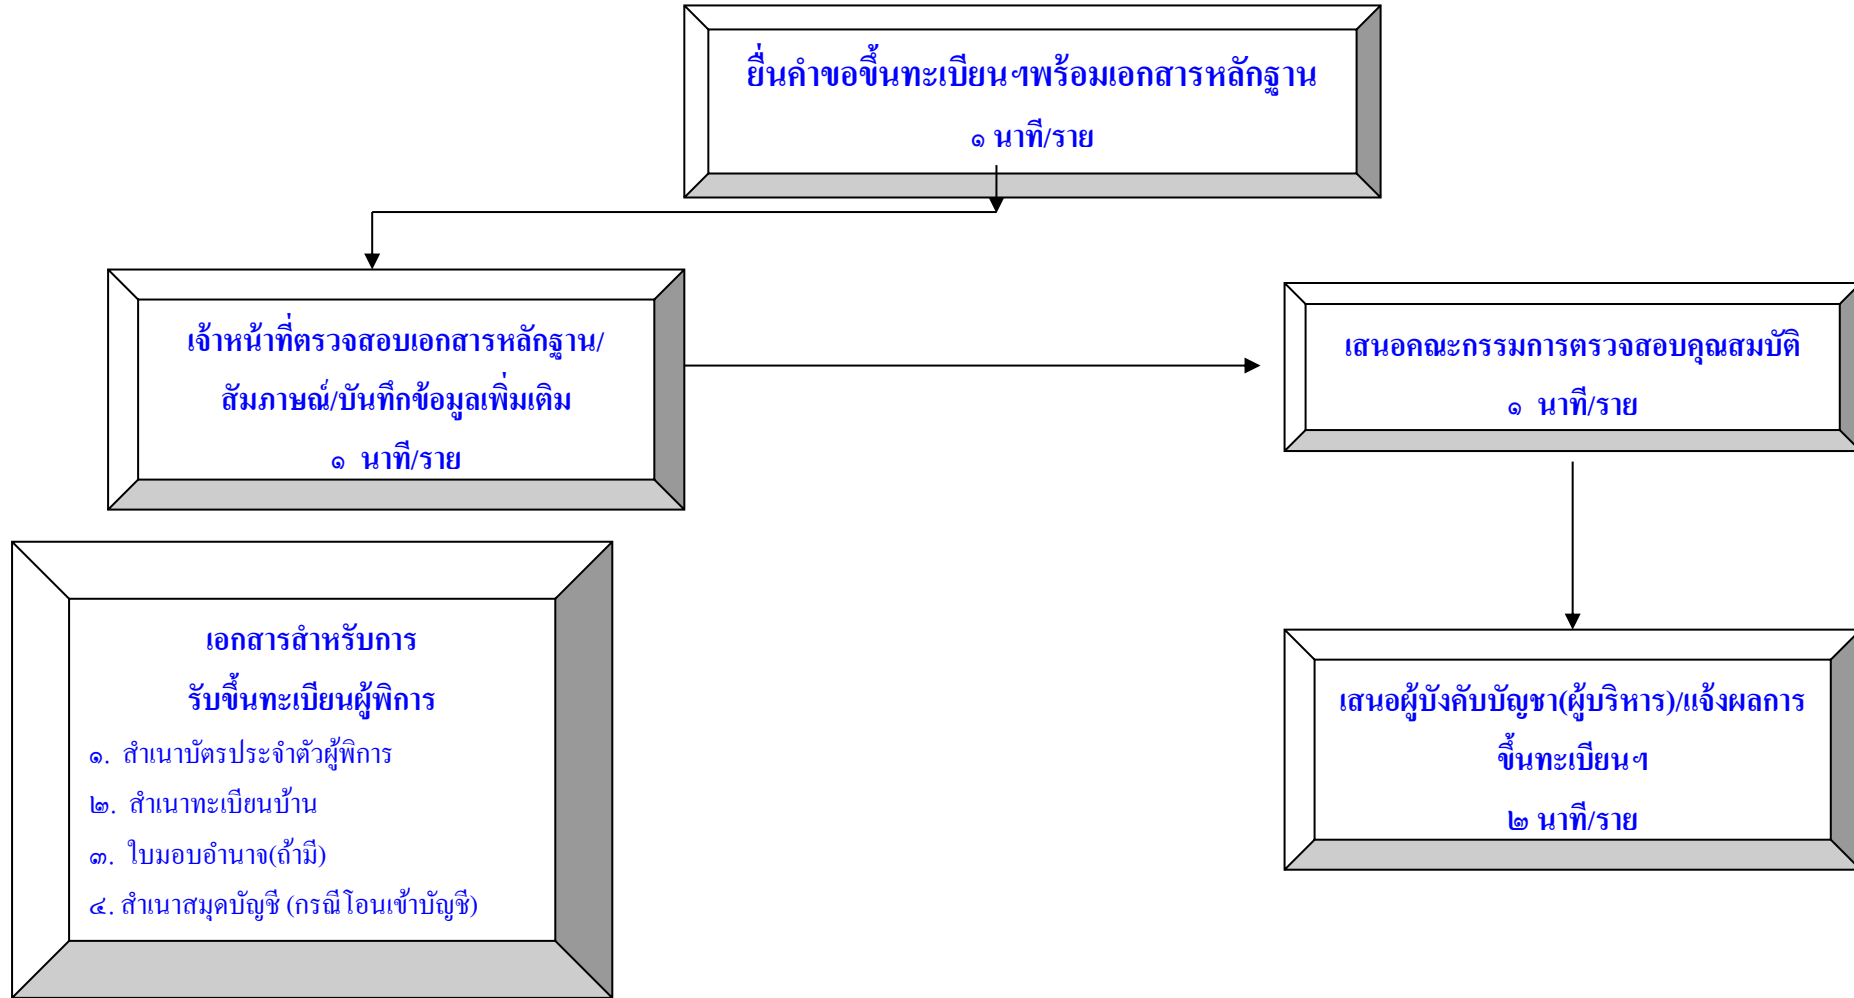 ยื่นคำขอขึ้นทะเบียนฯพร้อมเอกสารหลักฐาน
๑ นาที/ราย
เจ้าหน้าที่ตรวจสอบเอกสารหลักฐาน/
สัมภาษณ์/บันทึกข้อมูลเพิ่มเติม
๑ นาที/ราย
เสนอคณะกรรมการตรวจสอบคุณสมบัติ
๑ นาที/ราย
เสนอผู้บังคับบัญชา(ผู้บริหาร)/แจ้งผลการ
ขึ้นทะเบียนฯ
๒ นาที/ราย
เอกสารสำหรับการ
รับขึ้นทะเบียนผู้พิการ
๑. สำเนาบัตรประจำตัวผู้พิการ
๒. สำเนาทะเบียนบ้าน
๓. ใบมอบอำนาจ(ถ้ามี)
๔. สำเนาสมุดบัญชี (กรณีโอนเข้าบัญชี)